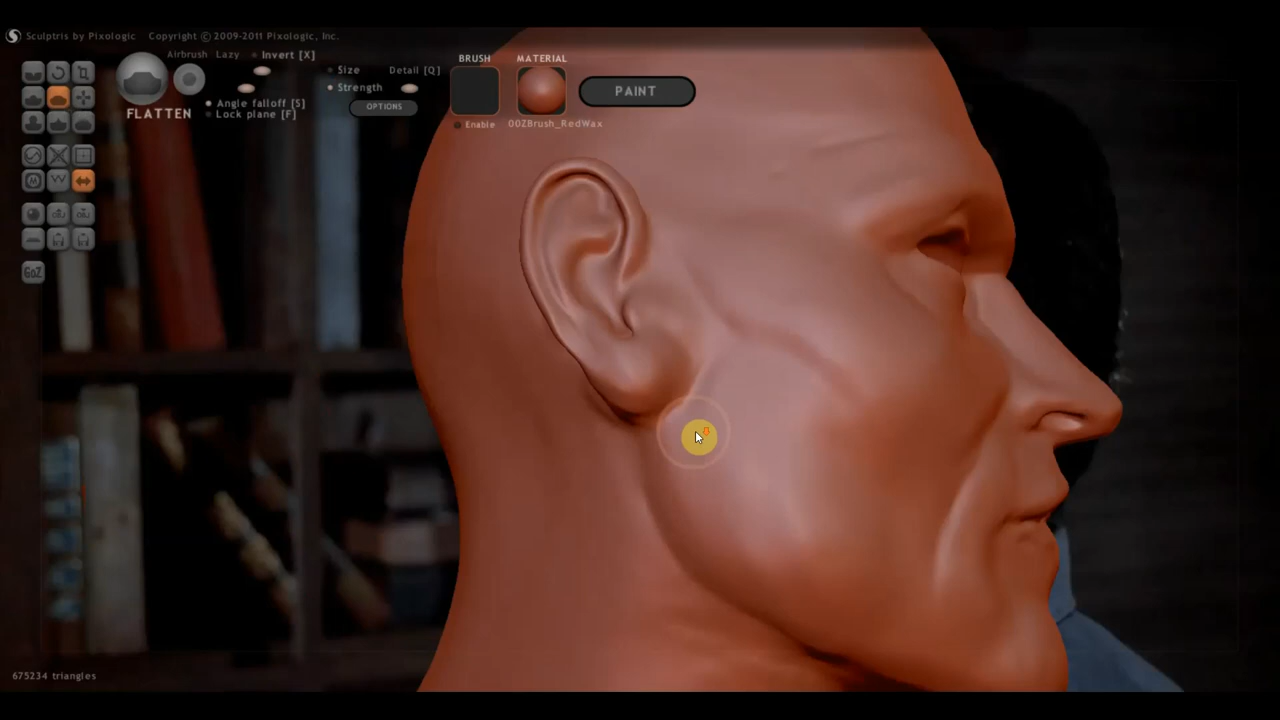 Sculptris by Pixologic Copyright © 2009-2011 Pixologic, Inc.
Airbrush Lazy Invert [X]
BRUSH MATERIAL
Size Detail [Q]
Strength
PAINT
Angle falloff [S]
OPTIONS
FLATTEN
Lock plane [F]
Enable 00ZBrush_RedWax
GoZ
675234 triangles